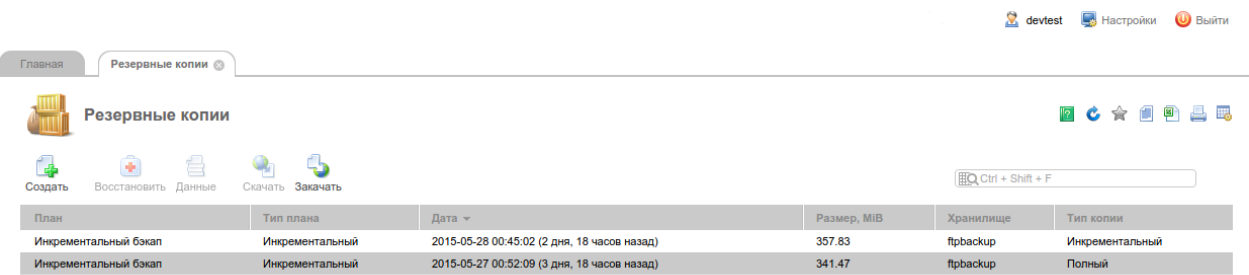 devtest Настройки Выйти
Главная Резервные копии
Резервные копии
Создать Восстановить Данные Скачать Закачать Ctrl + Shift + F
План Тип плана Дата Размер, MiB Хранилище Тип копии
Инкрементальный бэкап Инкрементальный 2015-05-28 00:45:02 (2 дня, 18 часов назад) 357.83 ftpbackup Инкрементальный
Инкрементальный бэкап Инкрементальный 2015-05-27 00:52:09 (3 дня, 18 часов назад) 341.47 ftpbackup Полный